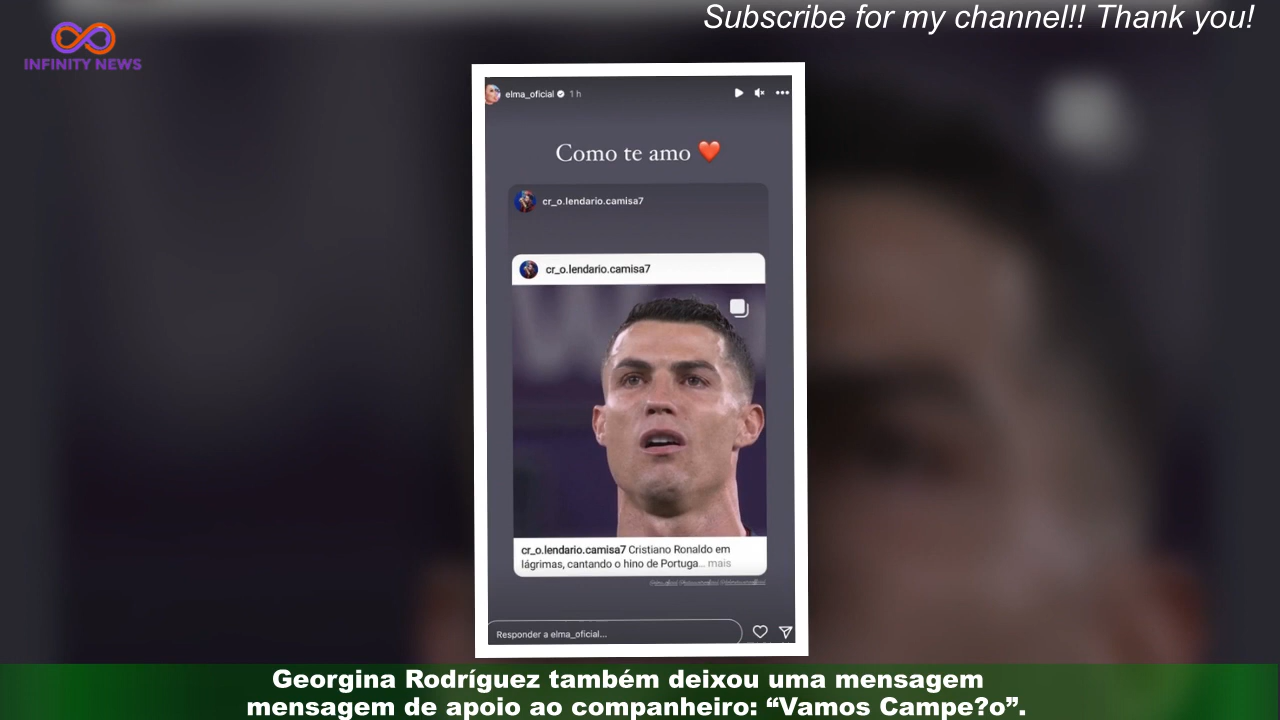 Subscribe for my channel!! Thank you!
INFINITY NEWS
elma_oficial 1 h
Como te amo ❤️
cr_o.lendario.camisa7
cr_o.lendario.camisa7
cr_o.lendario.camisa7 Cristiano Ronaldo em
lágrimas, cantando o hino de Portuga... mais
Responder a elma_oficial...
Georgina Rodríguez também deixou uma mensagem
mensagem de apoio ao companheiro: “Vamos Campe?o”.